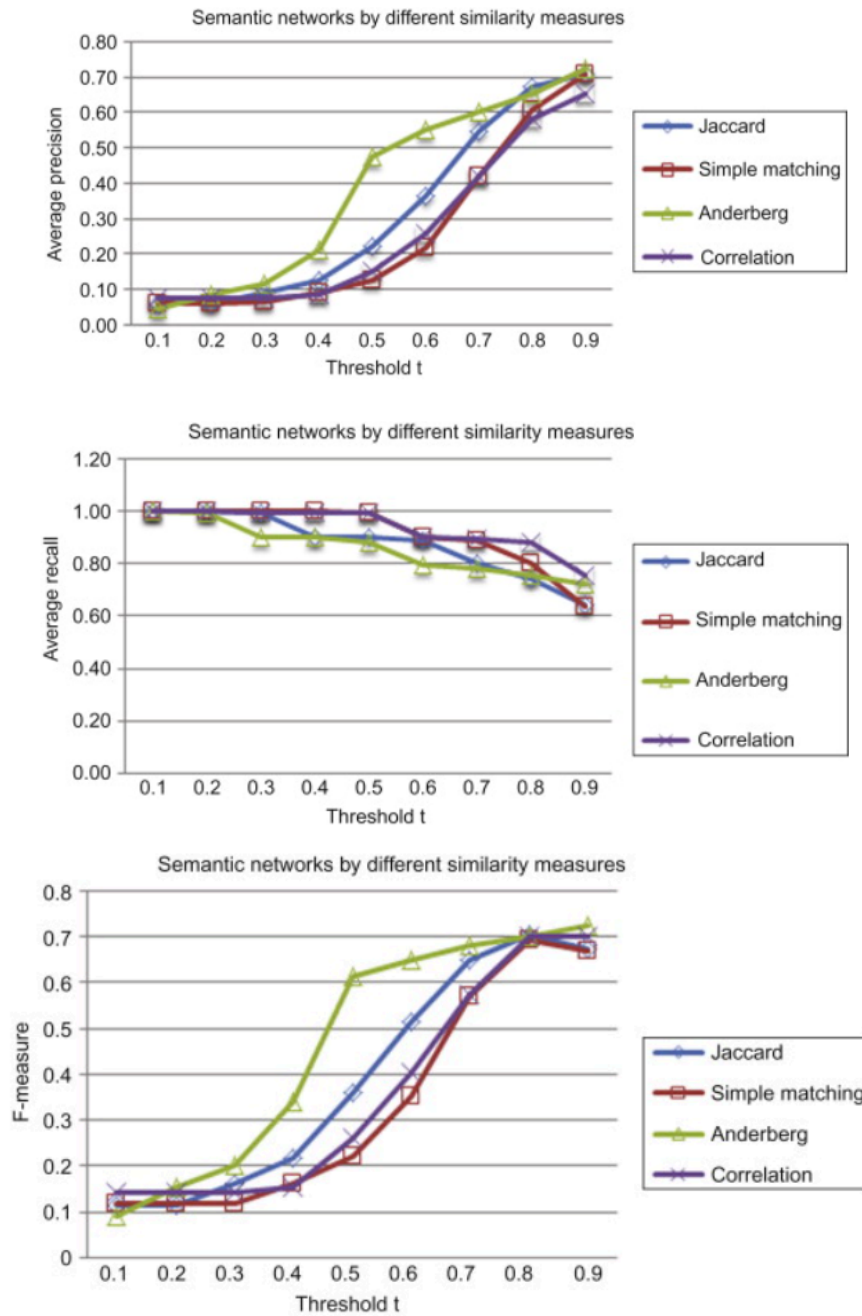 Semantic networks by different similarity measures
0.80
0.70
0.60
0.50
0.40
0.30
0.20
0.10
0.00
Average precision
0.1 0.2 0.3 0.4 0.5 0.6 0.7 0.8 0.9
Threshold t
Jaccard
Simple matching
Anderberg
Correlation
Semantic networks by different similarity measures
1.20
1.00
0.80
0.60
0.40
0.20
0.00
Average recall
0.1 0.2 0.3 0.4 0.5 0.6 0.7 0.8 0.9
Threshold t
Jaccard
Simple matching
Anderberg
Correlation
Semantic networks by different similarity measures
0.8
0.7
0.6
0.5
0.4
0.3
0.2
0.1
0
F-measure
0.1 0.2 0.3 0.4 0.5 0.6 0.7 0.8 0.9
Threshold t
Jaccard
Simple matching
Anderberg
Correlation